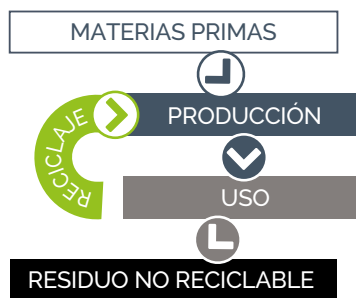 MATERIAS PRIMAS
PRODUCCIÓN
RECICLAJE
USO
RESIDUO NO RECICLABLE